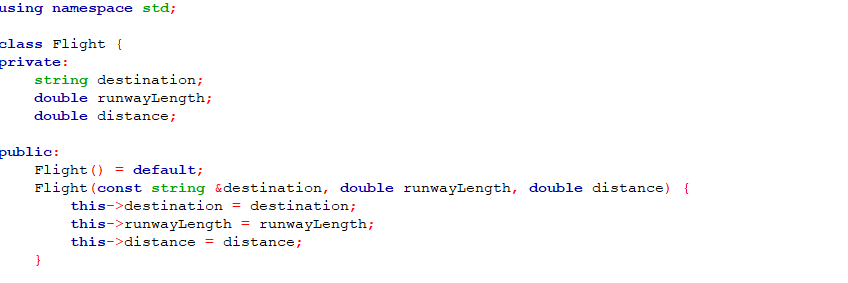 using namespace std;
class Flight {
private:
string destination;
double runwayLength;
double distance;
public:
Flight() = default;
Flight(const string &destination, double runwayLength, double distance) {
this->destination = destination;
this->runwayLength = runwayLength;
this->distance = distance;
}